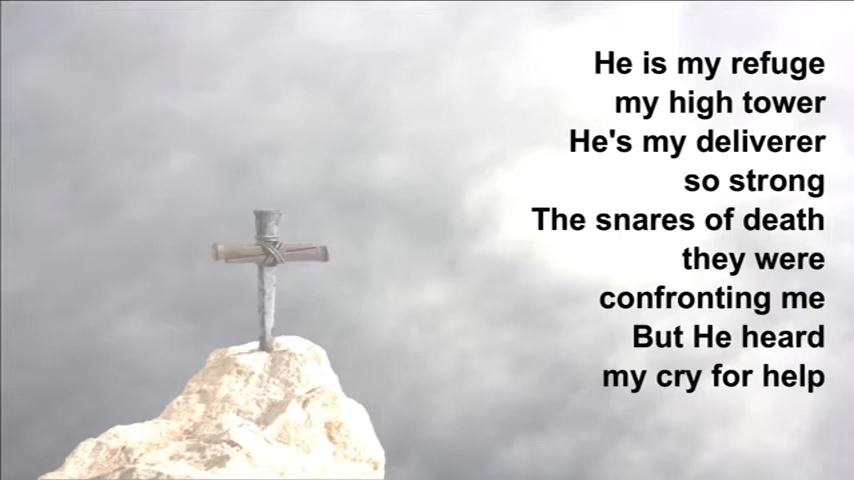 He is my refuge
my high tower
He's my deliverer
so strong
The snares of death
they were
confronting me
But He heard
my cry for help